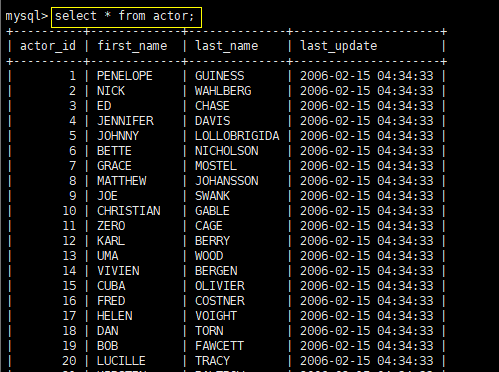 mysql> select * from actor;
+----------+-------------+--------------+---------------------+
| actor_id | first_name | last_name | last_update |
+----------+-------------+--------------+---------------------+
| 1 | PENELOPE | GUINESS | 2006-02-15 04:34:33 |
| 2 | NICK | WAHLBERG | 2006-02-15 04:34:33 |
| 3 | ED | CHASE | 2006-02-15 04:34:33 |
| 4 | JENNIFER | DAVIS | 2006-02-15 04:34:33 |
| 5 | JOHNNY | LOLLOBRIGIDA | 2006-02-15 04:34:33 |
| 6 | BETTE | NICHOLSON | 2006-02-15 04:34:33 |
| 7 | GRACE | MOSTEL | 2006-02-15 04:34:33 |
| 8 | MATTHEW | JOHANSSON | 2006-02-15 04:34:33 |
| 9 | JOE | SWANK | 2006-02-15 04:34:33 |
| 10 | CHRISTIAN | GABLE | 2006-02-15 04:34:33 |
| 11 | ZERO | CAGE | 2006-02-15 04:34:33 |
| 12 | KARL | BERRY | 2006-02-15 04:34:33 |
| 13 | UMA | WOOD | 2006-02-15 04:34:33 |
| 14 | VIVIEN | BERGEN | 2006-02-15 04:34:33 |
| 15 | CUBA | OLIVIER | 2006-02-15 04:34:33 |
| 16 | FRED | COSTNER | 2006-02-15 04:34:33 |
| 17 | HELEN | VOIGHT | 2006-02-15 04:34:33 |
| 18 | DAN | TORN | 2006-02-15 04:34:33 |
| 19 | BOB | FAWCETT | 2006-02-15 04:34:33 |
| 20 | LUCILLE | TRACY | 2006-02-15 04:34:33 |